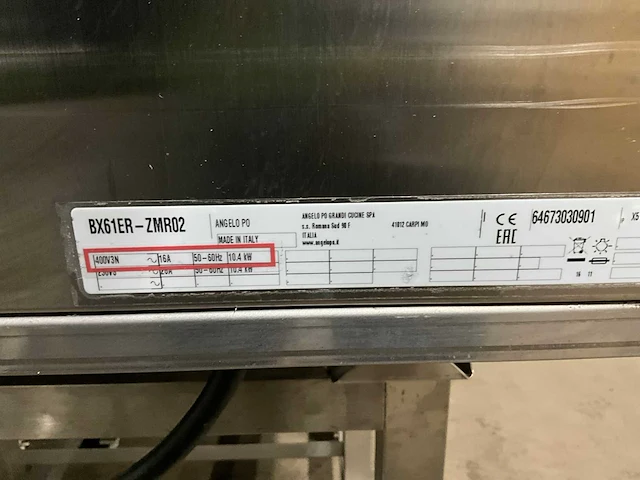 BX61ER-ZMR02
ANGELO PO
MADE IN ITALY
ANGELO PO GRANDI CUCINE SPA
s.s. Romana Sud 90 F 41012 CARPI MO
ITALIA
www.angelopo.it
CE
EAC
64673030901
X5
400V3N ~ 16A 50-60Hz 10.4 kW
230V3 ~ 20A 50-60Hz 10.4 kW